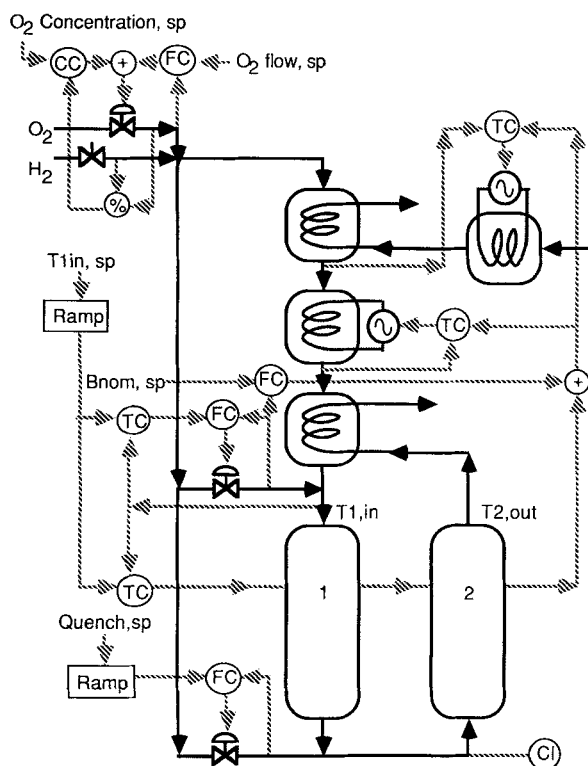 O2 Concentration, sp
CC
+
FC
O2 flow, sp
O2
H2
%
TC
T1in, sp
Ramp
TC
Bnom, sp
FC
+
TC
FC
T1,in
T2,out
TC
1
2
Quench,sp
Ramp
FC
CI